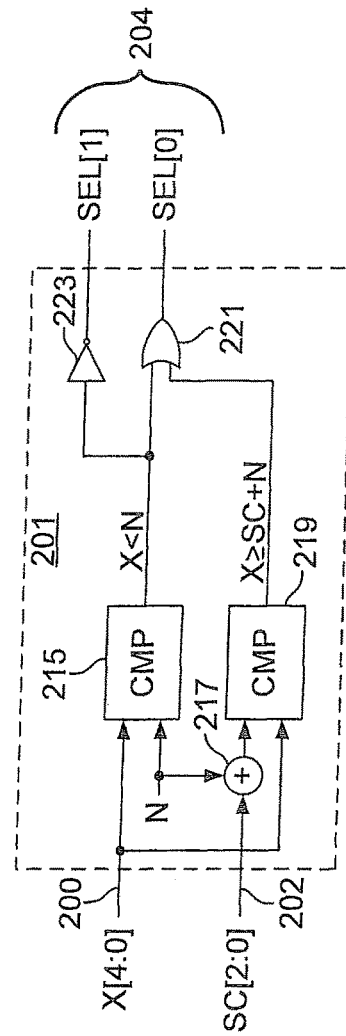 201
223
SEL[1]
204
X[4:0]
200
215
CMP
X<N
SEL[0]
221
N
217
+
SC[2:0]
202
CMP
X≥SC+N
219